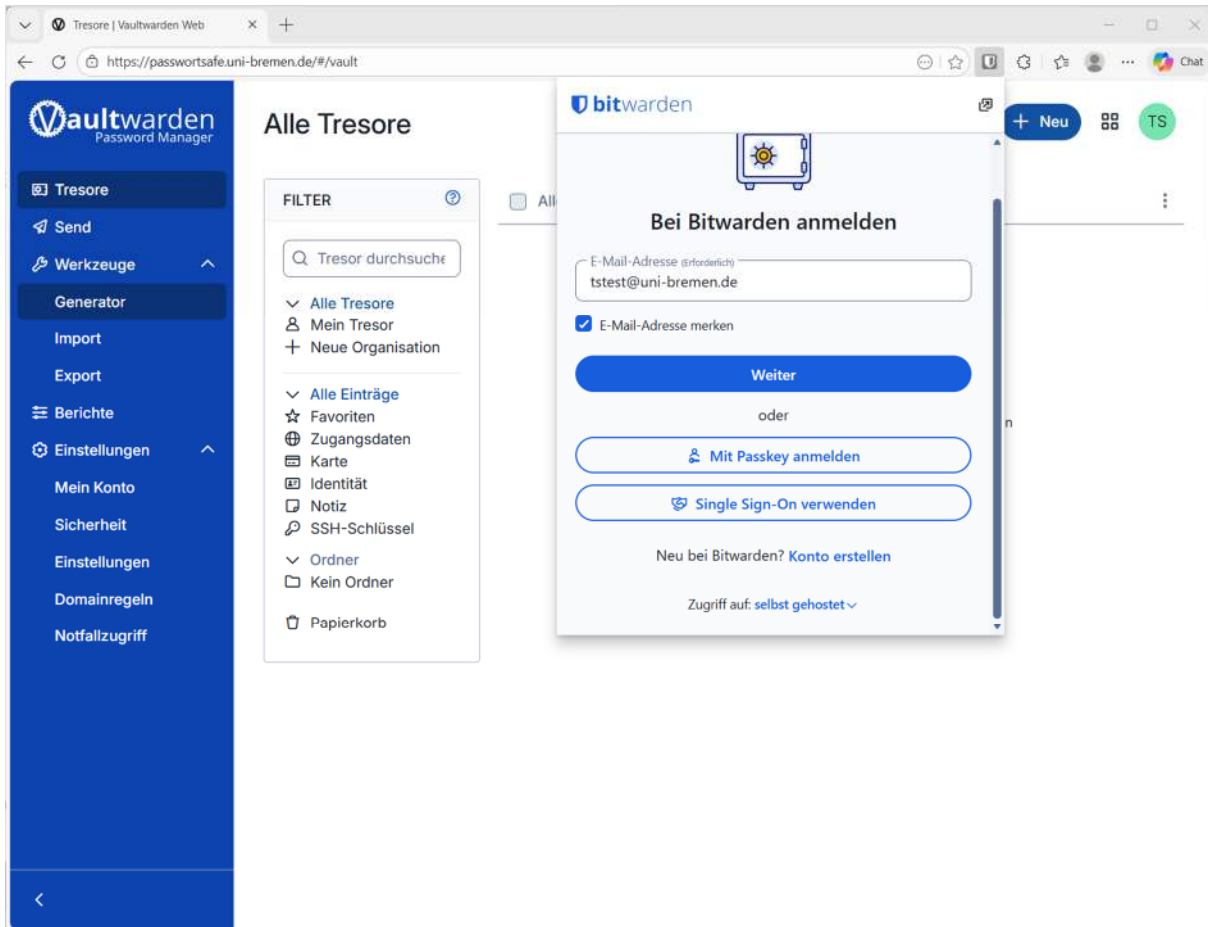 Tresore | Vaultwarden Web
https://passwortsafe.uni-bremen.de/#/vault
Chat
Vaultwarden
Password Manager
Tresore
Send
Werkzeuge
Generator
Import
Export
Berichte
Einstellungen
Mein Konto
Sicherheit
Einstellungen
Domainregeln
Notfallzugriff
Alle Tresore
+ Neu
TS
FILTER
Tresor durchsuche
Alle Tresore
Mein Tresor
Neue Organisation
Alle Einträge
Favoriten
Zugangsdaten
Karte
Identität
Notiz
SSH-Schlüssel
Ordner
Kein Ordner
Papierkorb
All
bitwarden
Bei Bitwarden anmelden
E-Mail-Adresse (Erforderlich)
tstest@uni-bremen.de
E-Mail-Adresse merken
Weiter
oder
Mit Passkey anmelden
Single Sign-On verwenden
Neu bei Bitwarden? Konto erstellen
Zugriff auf: selbst gehostet
n